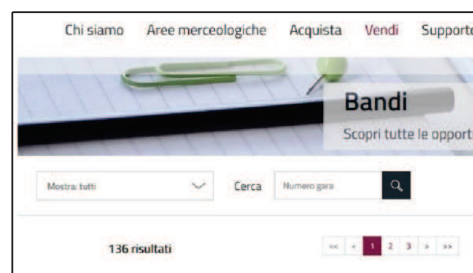 Chi siamo Aree merceologiche Acquista Vendi Supporto
Bandi
Scopri tutte le opport
Mostra: tutti Cerca Numero gara
136 risultati << < 1 2 3 > >>